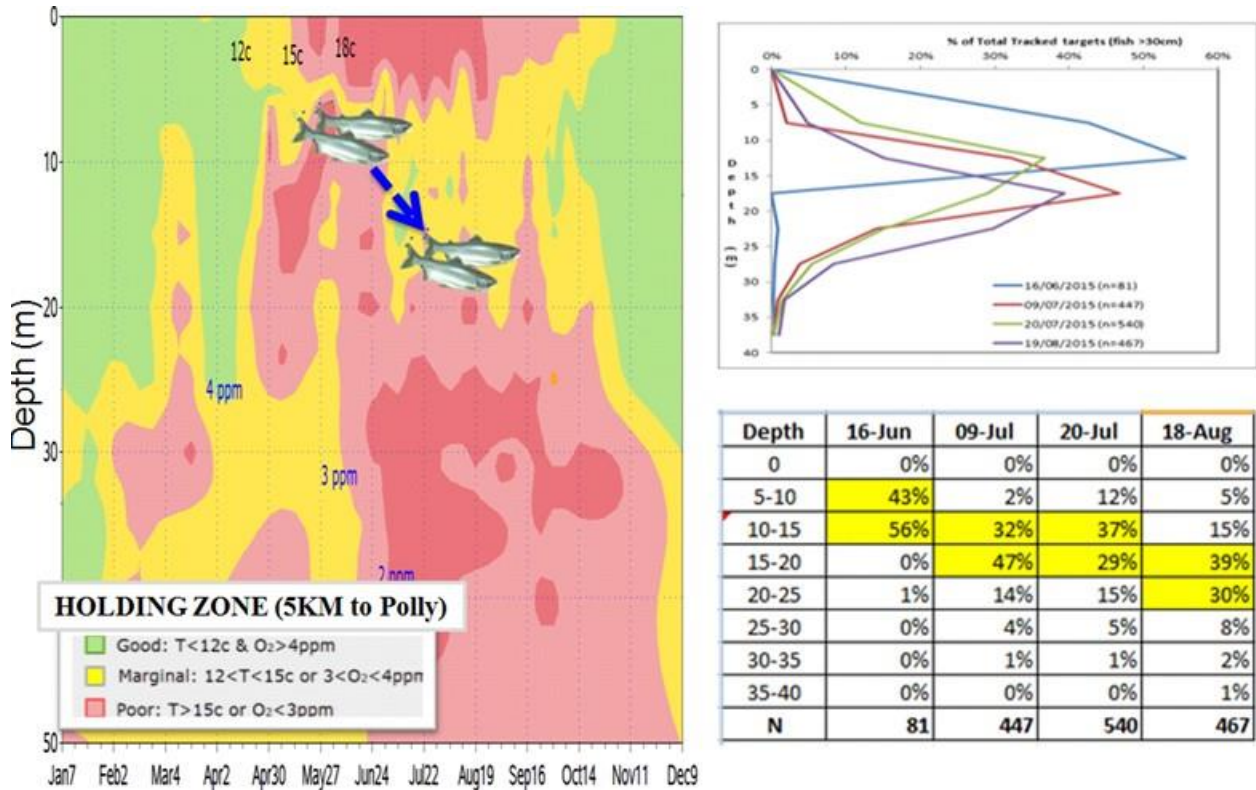 0
12c
15c
18c
10
20
30
50
Depth (m)
4 ppm
3 ppm
2 ppm
HOLDING ZONE (5KM to Polly)
Good: T<12c & O₂>4ppm
Marginal: 12<T<15c or 3<O₂<4ppm
Poor: T>15c or O₂<3ppm
Jan7 Feb2 Mar4 Apr2 Apr30 May27 Jun24 Jul22 Aug19 Sep16 Oct14 Nov11 Dec9
% of Total Tracked targets (fish >30cm)
0% 10% 20% 30% 40% 50% 60%
0
5
10
15
20
25
30
35
40
Depth (m)
16/06/2015 (n=81)
09/07/2015 (n=447)
20/07/2015 (n=540)
19/08/2015 (n=467)
Depth 16-Jun 09-Jul 20-Jul 18-Aug
0 0% 0% 0% 0%
5-10 43% 2% 12% 5%
10-15 56% 32% 37% 15%
15-20 0% 47% 29% 39%
20-25 1% 14% 15% 30%
25-30 0% 4% 5% 8%
30-35 0% 1% 1% 2%
35-40 0% 0% 0% 1%
N 81 447 540 467